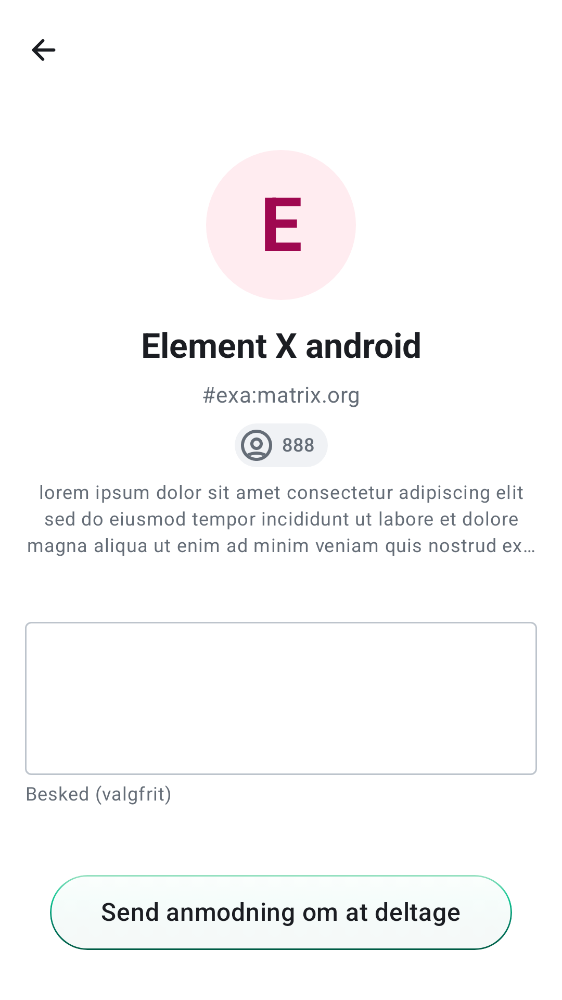 E
Element X android
#exa:matrix.org
888
lorem ipsum dolor sit amet consectetur adipiscing elit
sed do eiusmod tempor incididunt ut labore et dolore
magna aliqua ut enim ad minim veniam quis nostrud ex…
Besked (valgfrit)
Send anmodning om at deltage